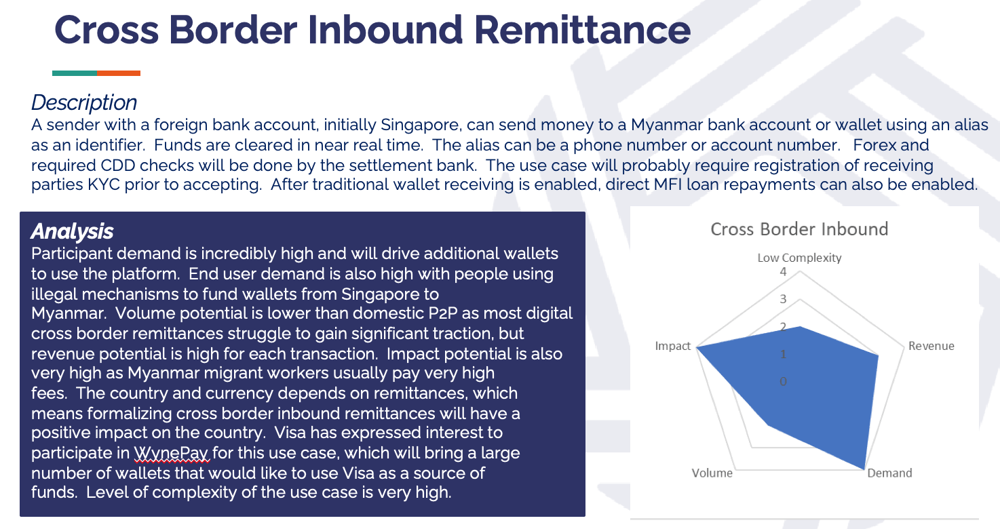 Cross Border Inbound Remittance
Description
A sender with a foreign bank account, initially Singapore, can send money to a Myanmar bank account or wallet using an alias
as an identifier. Funds are cleared in near real time. The alias can be a phone number or account number. Forex and
required CDD checks will be done by the settlement bank. The use case will probably require registration of receiving
parties KYC prior to accepting. After traditional wallet receiving is enabled, direct MFI loan repayments can also be enabled.
Analysis
Participant demand is incredibly high and will drive additional wallets
to use the platform. End user demand is also high with people using
illegal mechanisms to fund wallets from Singapore to
Myanmar. Volume potential is lower than domestic P2P as most digital
cross border remittances struggle to gain significant traction, but
revenue potential is high for each transaction. Impact potential is also
very high as Myanmar migrant workers usually pay very high
fees. The country and currency depends on remittances, which
means formalizing cross border inbound remittances will have a
positive impact on the country. Visa has expressed interest to
participate in WynePay for this use case, which will bring a large
number of wallets that would like to use Visa as a source of
funds. Level of complexity of the use case is very high.
Cross Border Inbound
Low Complexity
4
3
2
1
0
Impact
Revenue
Volume
Demand